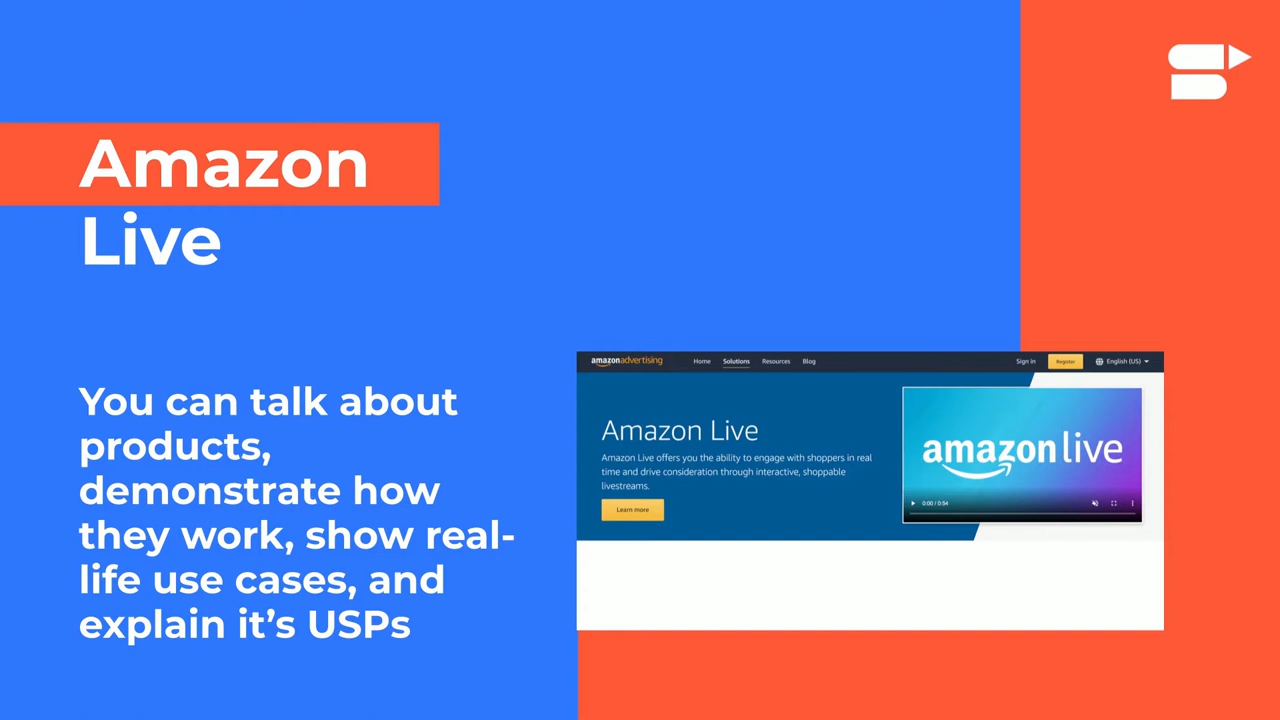 Amazon
Live
You can talk about
products,
demonstrate how
they work, show real-
life use cases, and
explain it’s USPs
amazonadvertising Home Solutions Resources Blog Sign in Register English (US)
Amazon Live
Amazon Live offers you the ability to engage with shoppers in real
time and drive consideration through interactive, shoppable
livestreams.
Learn more
amazon live
0:00 / 0:54